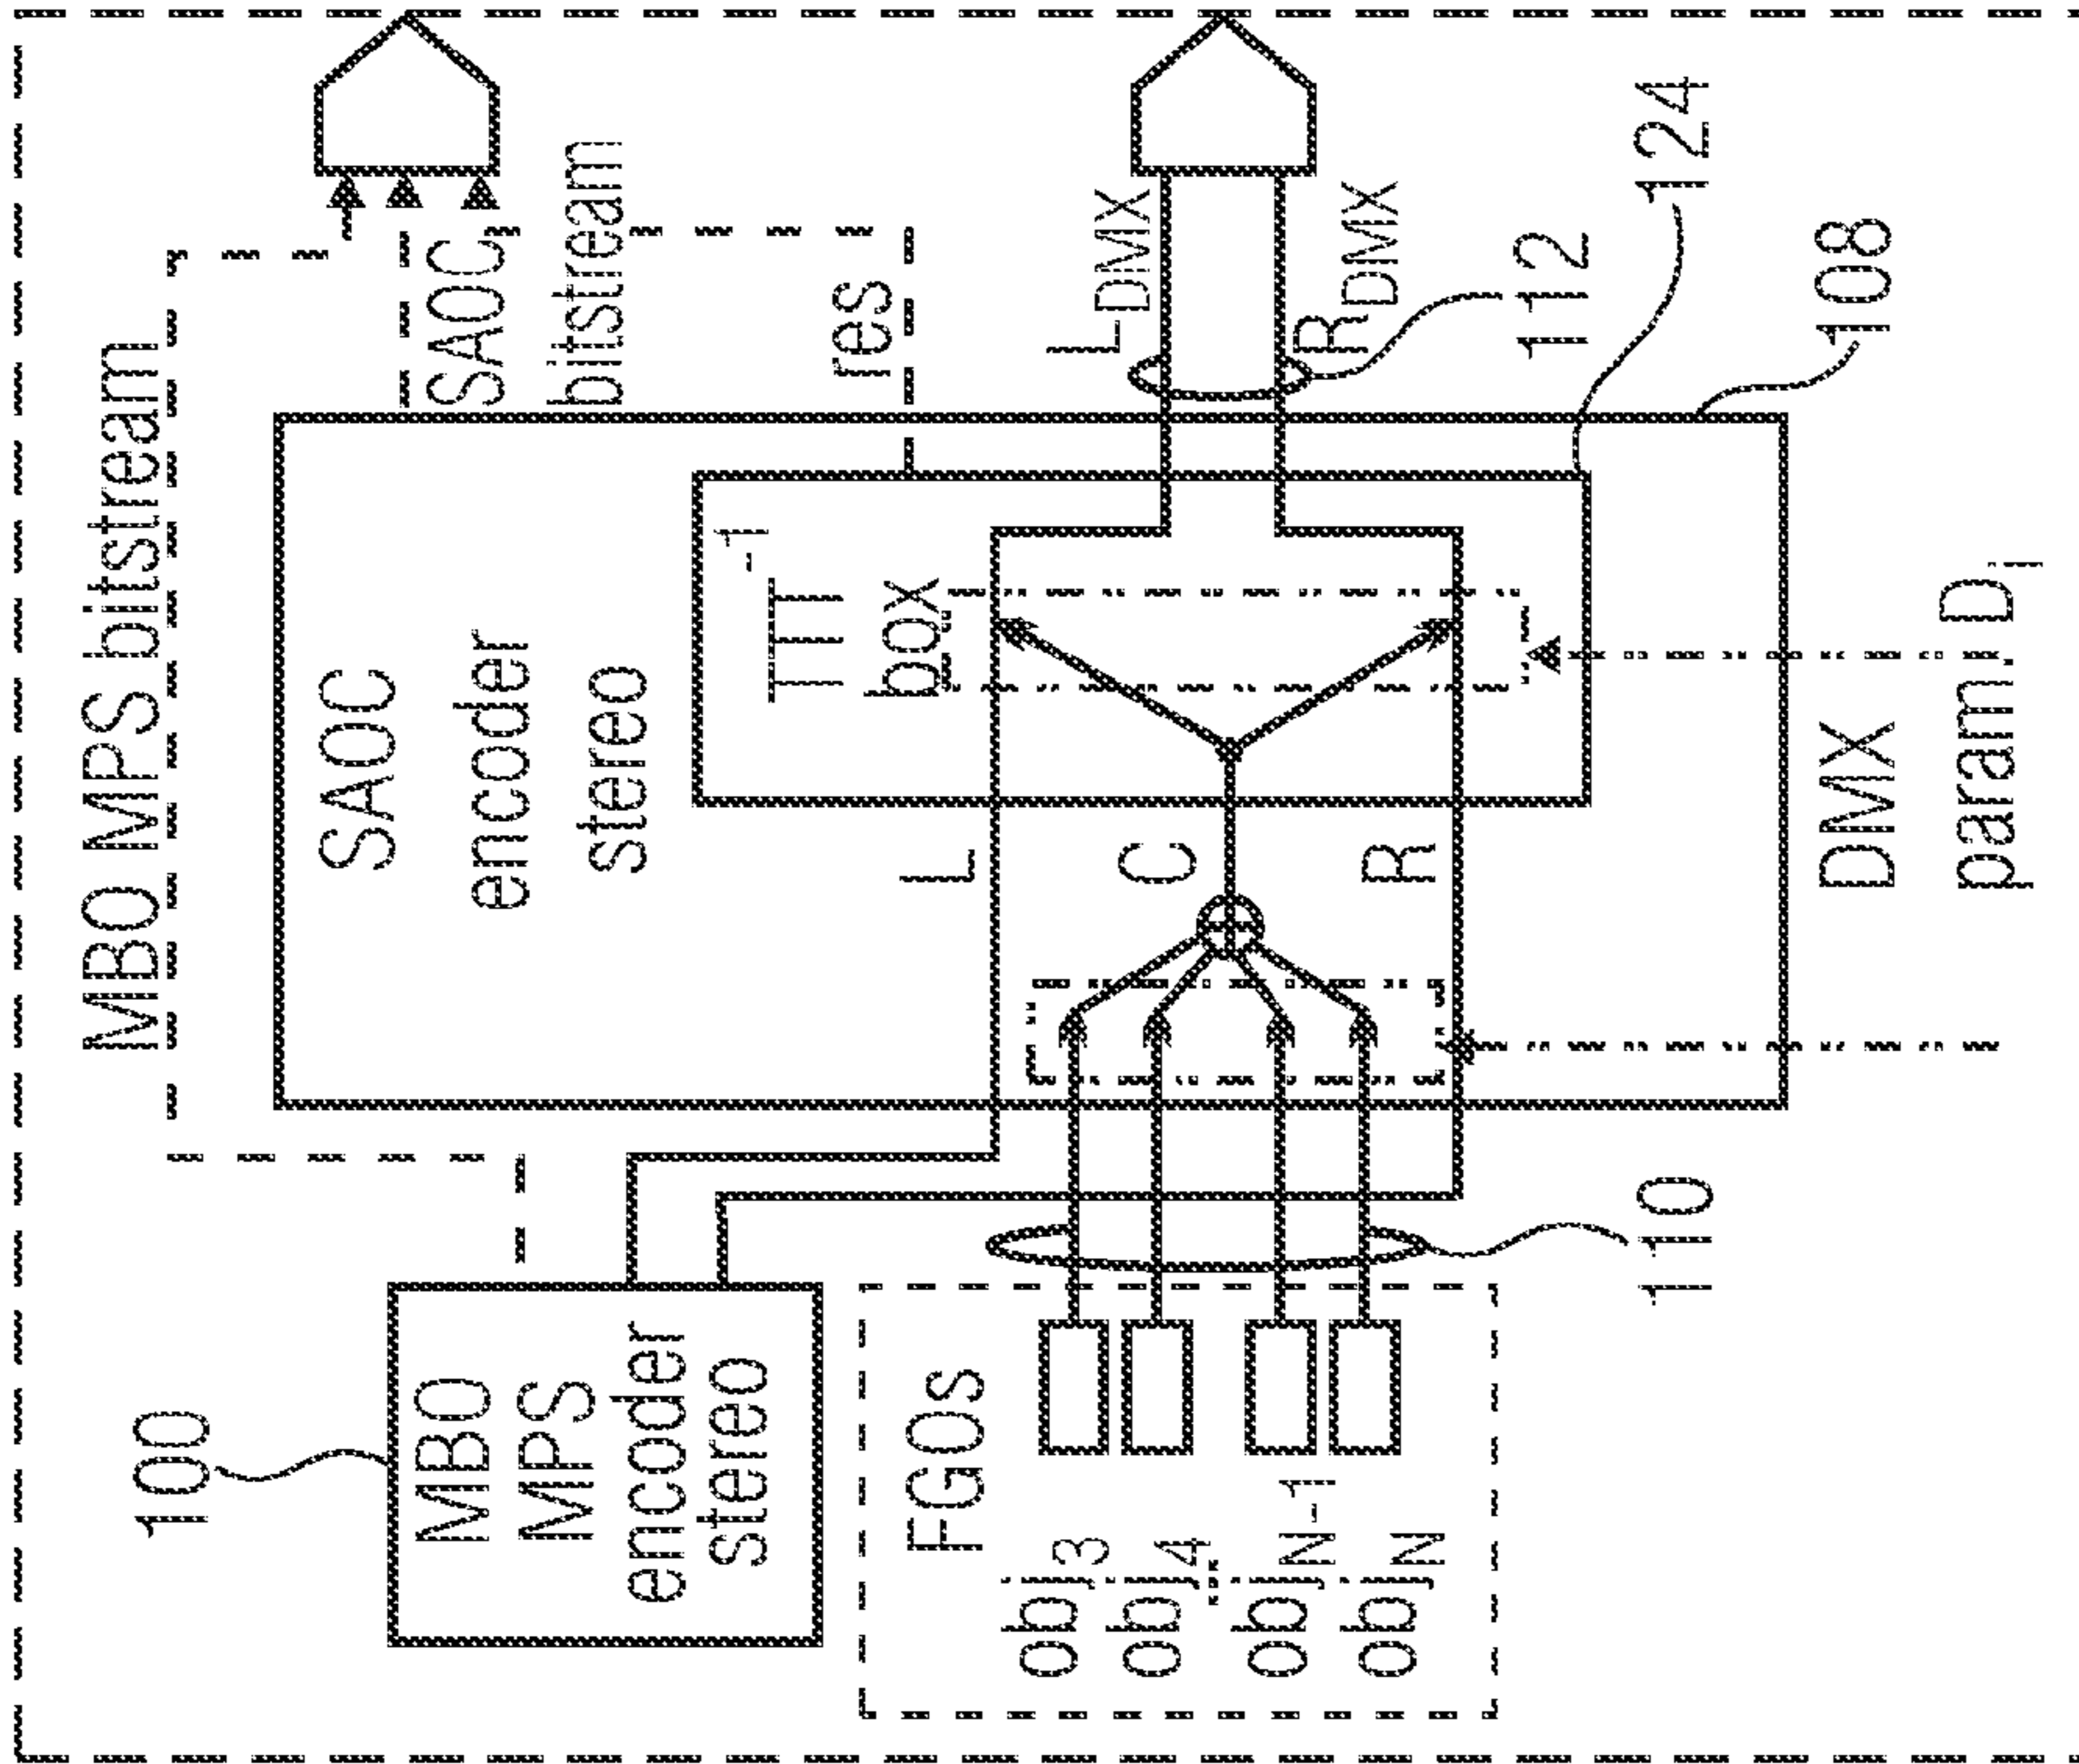 100
MBO
MPS
encoder
stereo
MBO MPS bitstream
SAOC
encoder
stereo
SAOC
bitstream
res
TTT-1
box
L
C
R
LDMX
RDMX
112
124
108
FGOs
obj3
obj4
...
objN-1
objN
110
DMX
param. Di